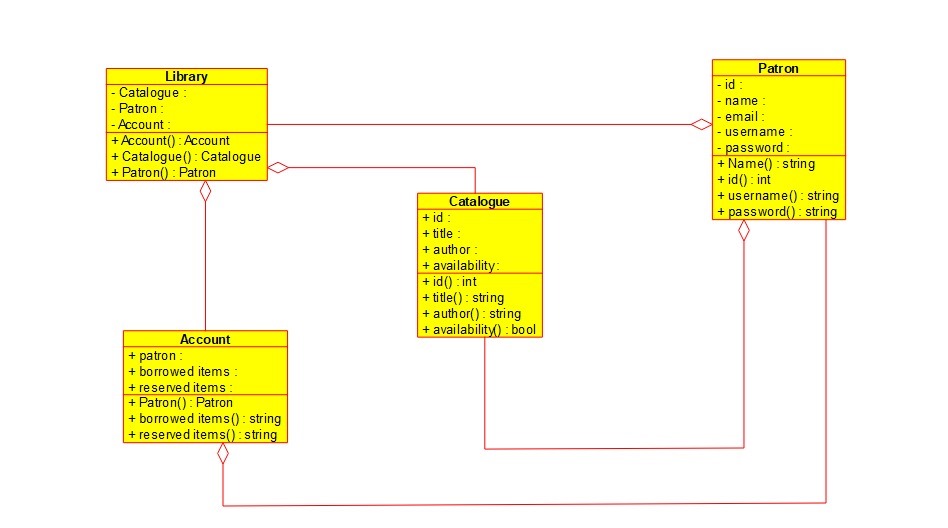 Library
- Catalogue :
- Patron :
- Account :
+ Account() : Account
+ Catalogue() : Catalogue
+ Patron() : Patron
Patron
- id :
- name :
- email :
- username :
- password :
+ Name() : string
+ id() : int
+ username() : string
+ password() : string
Catalogue
+ id :
+ title :
+ author :
+ availability :
+ id() : int
+ title() : string
+ author() : string
+ availability() : bool
Account
+ patron :
+ borrowed items :
+ reserved items :
+ Patron() : Patron
+ borrowed items() : string
+ reserved items() : string